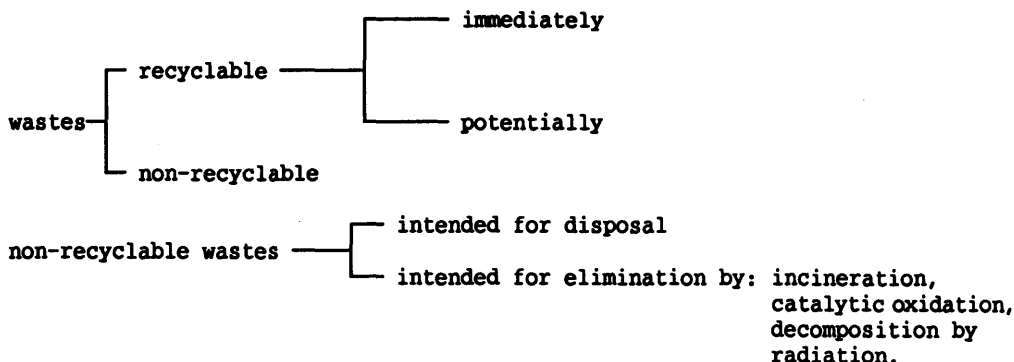 immediately
recyclable
potentially
wastes
non-recyclable
intended for disposal
non-recyclable wastes
intended for elimination by: incineration,
catalytic oxidation,
decomposition by
radiation.